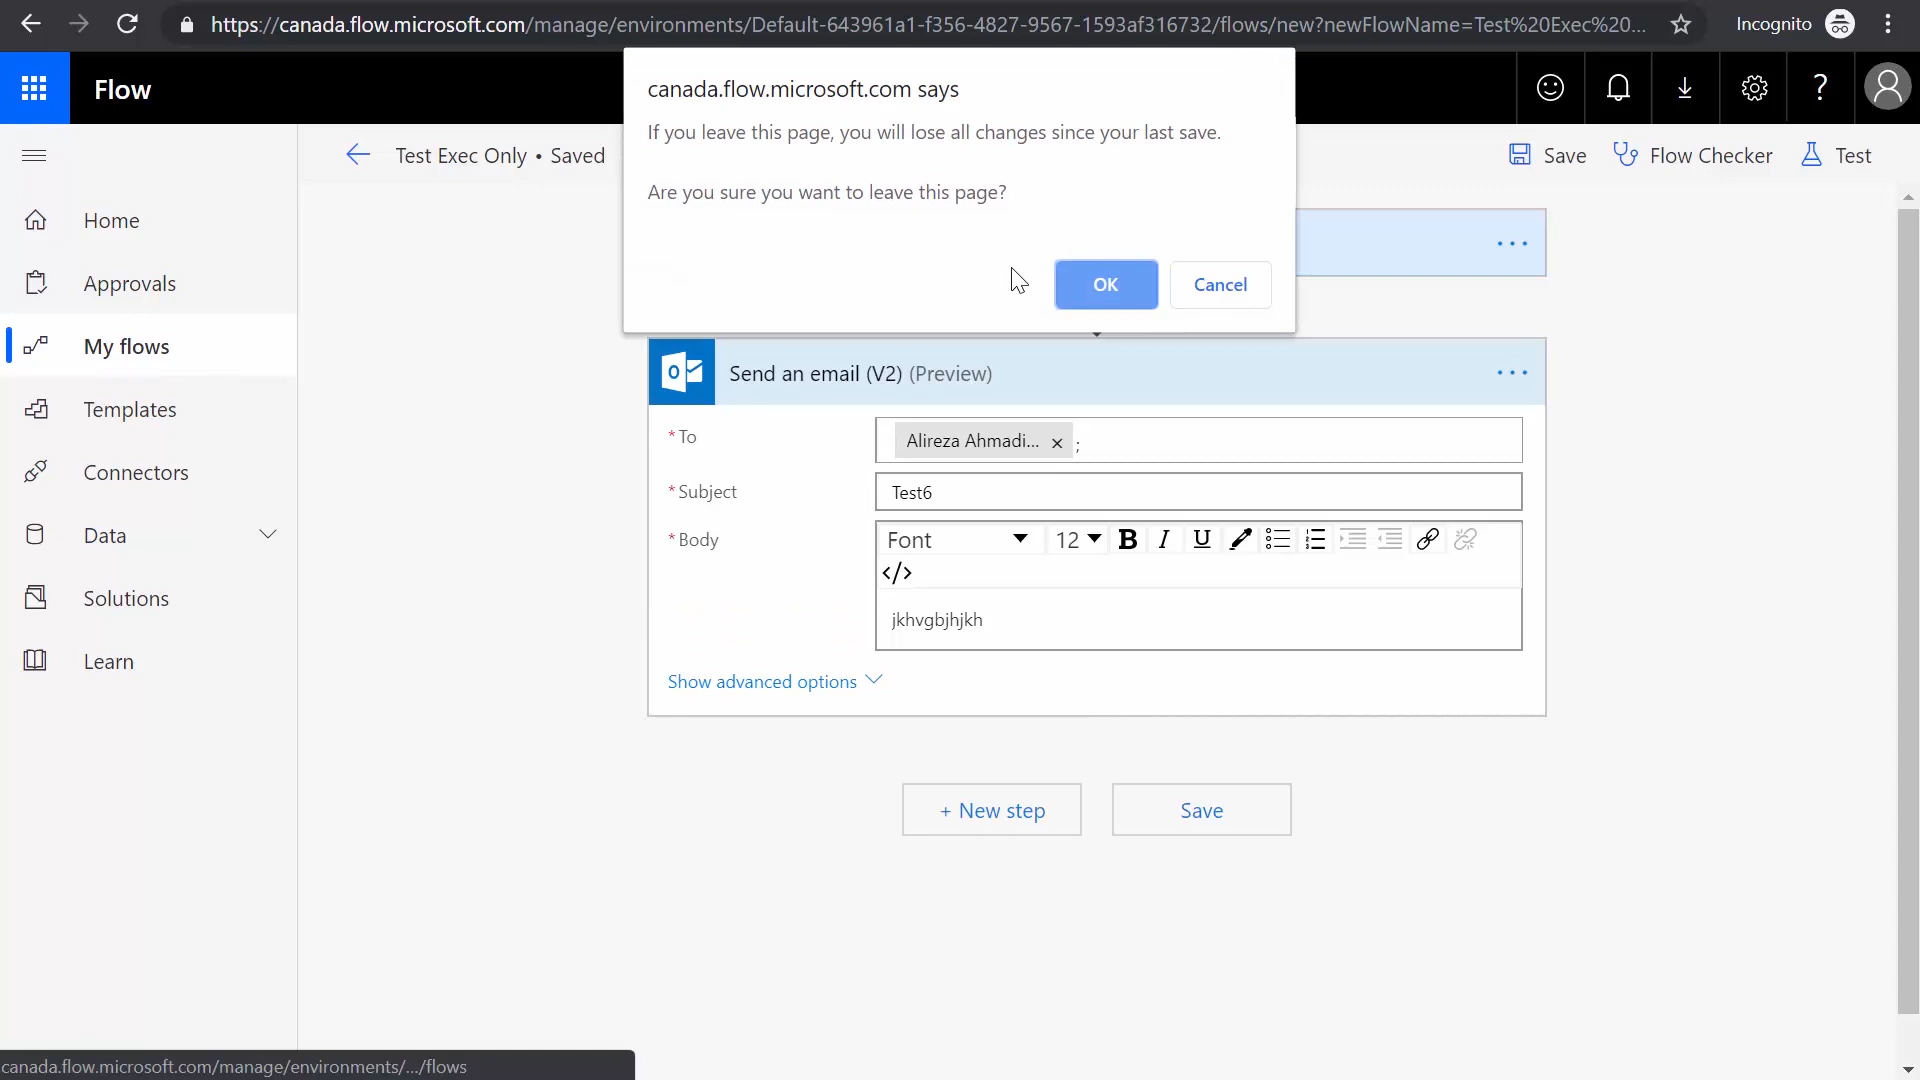 https://canada.flow.microsoft.com/manage/environments/Default-643961a1-f356-4827-9567-1593af316732/flows/new?newFlowName=Test%20Exec%20...
Incognito
Flow
canada.flow.microsoft.com says
If you leave this page, you will lose all changes since your last save.
Are you sure you want to leave this page?
OK
Cancel
Test Exec Only • Saved
Save
Flow Checker
Test
Home
Approvals
My flows
Templates
Connectors
Data
Solutions
Learn
Send an email (V2) (Preview)
* To
Alireza Ahmadi... × ;
* Subject
Test6
* Body
Font
12
B I U
</>
jkhvgbjhjkh
Show advanced options
+ New step
Save
canada.flow.microsoft.com/manage/environments/.../flows